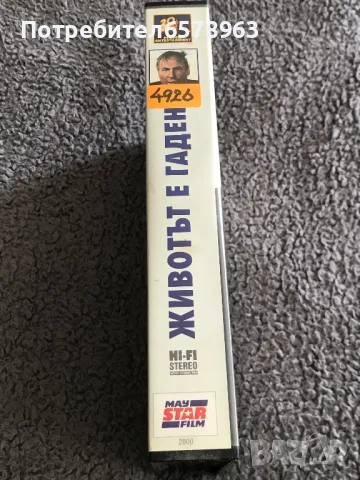 Потребител6578963
4926
ЖИВОТЪТ Е ГАДЕН
HI-FI
STEREO
MAY
STAR
FILM
2800